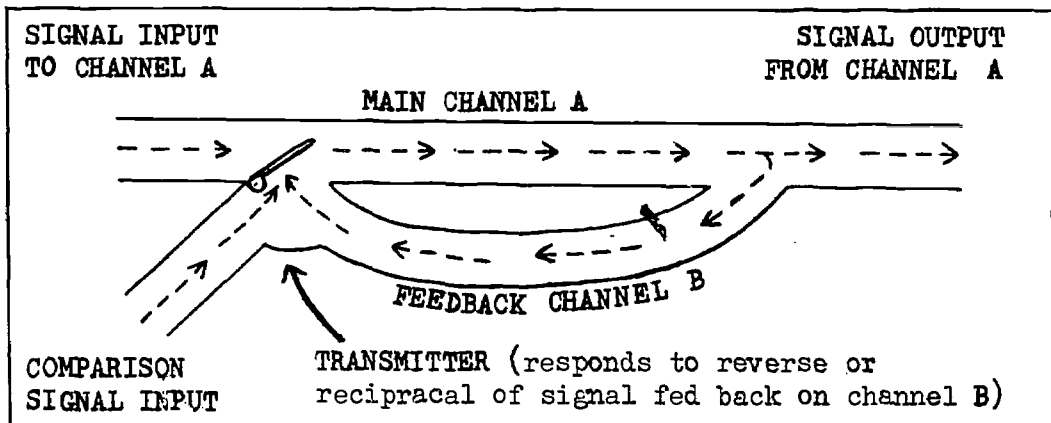 SIGNAL INPUT
TO CHANNEL A
SIGNAL OUTPUT
FROM CHANNEL A
MAIN CHANNEL A
FEEDBACK CHANNEL B
COMPARISON
SIGNAL INPUT
TRANSMITTER (responds to reverse or
recipracal of signal fed back on channel B)